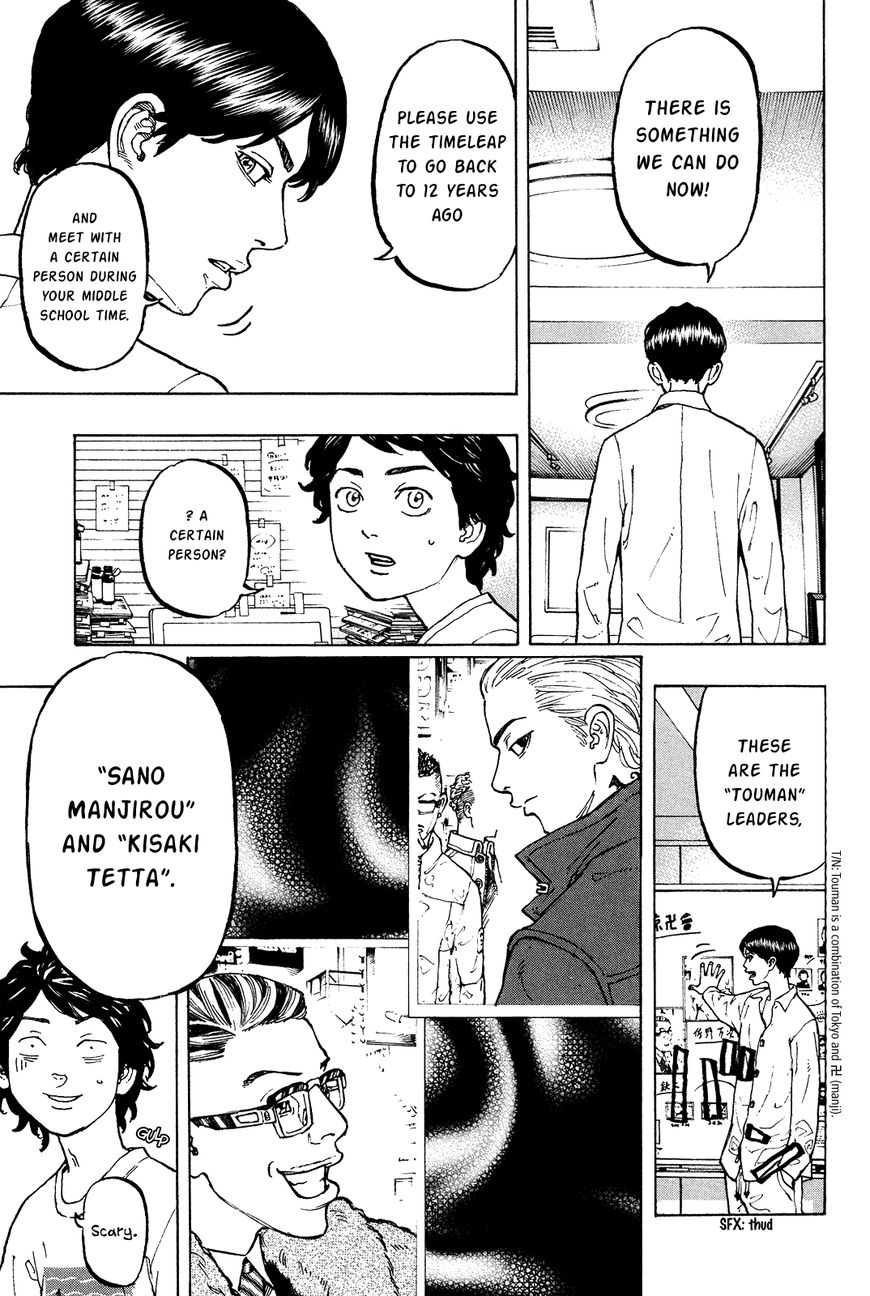 THERE IS
SOMETHING
WE CAN DO
NOW!
PLEASE USE
THE TIMELEAP
TO GO BACK
TO 12 YEARS
AGO
AND
MEET WITH
A CERTAIN
PERSON DURING
YOUR MIDDLE
SCHOOL TIME.
? A
CERTAIN
PERSON?
THESE
ARE THE
"TOUMAN"
LEADERS,
T/N: Touman is a combination of Tokyo and 卍 (manji).
SFX: thud
"SANO
MANJIROU"
AND "KISAKI
TETTA".
GULP
Scary.